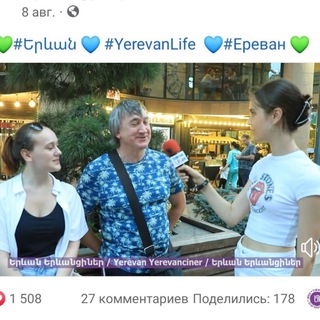 8 авг. ·
💚#Երևան 💙 #YerevanLife 💙#Ереван 💚
Երևան Երևանցիներ / Yerevan Yerevanciner / Երևան Երևանցիներ
1 508
27 комментариев Поделились: 178